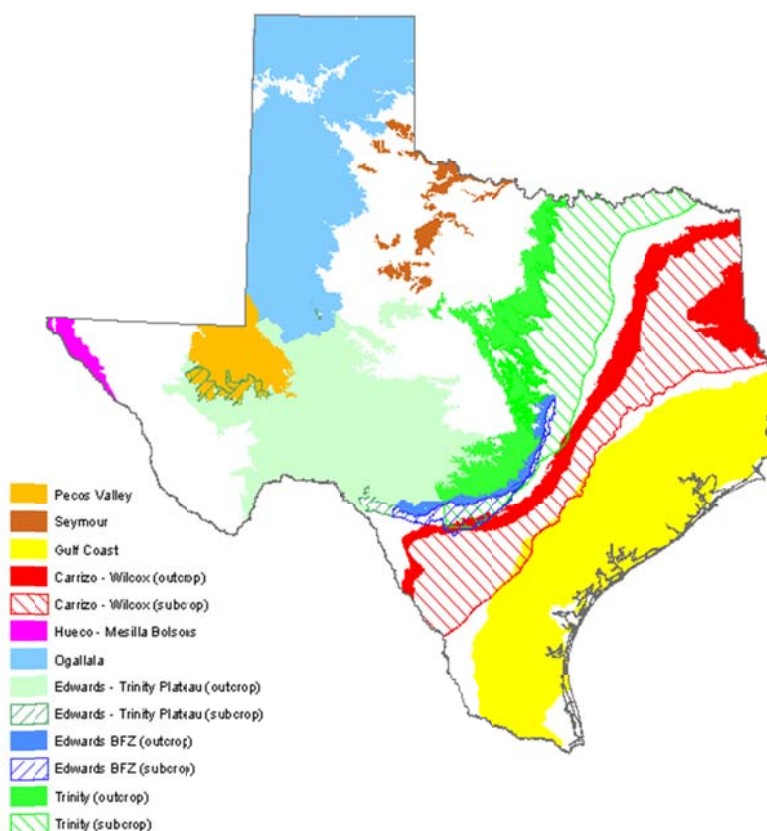 Pecos Valley
Seymour
Gulf Coast
Carrizo - Wilcox (outcrop)
Carrizo - Wilcox (subcrop)
Hueco - Mesilla Bolsons
Ogallala
Edwards - Trinity Plateau (outcrop)
Edwards - Trinity Plateau (subcrop)
Edwards BFZ (outcrop)
Edwards BFZ (subcrop)
Trinity (outcrop)
Trinity (subcrop)